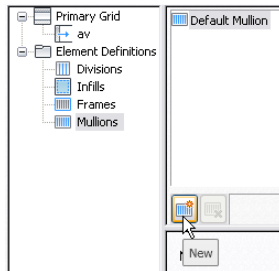 Primary Grid
av
Element Definitions
Divisions
Infills
Frames
Mullions
Default Mullion
New